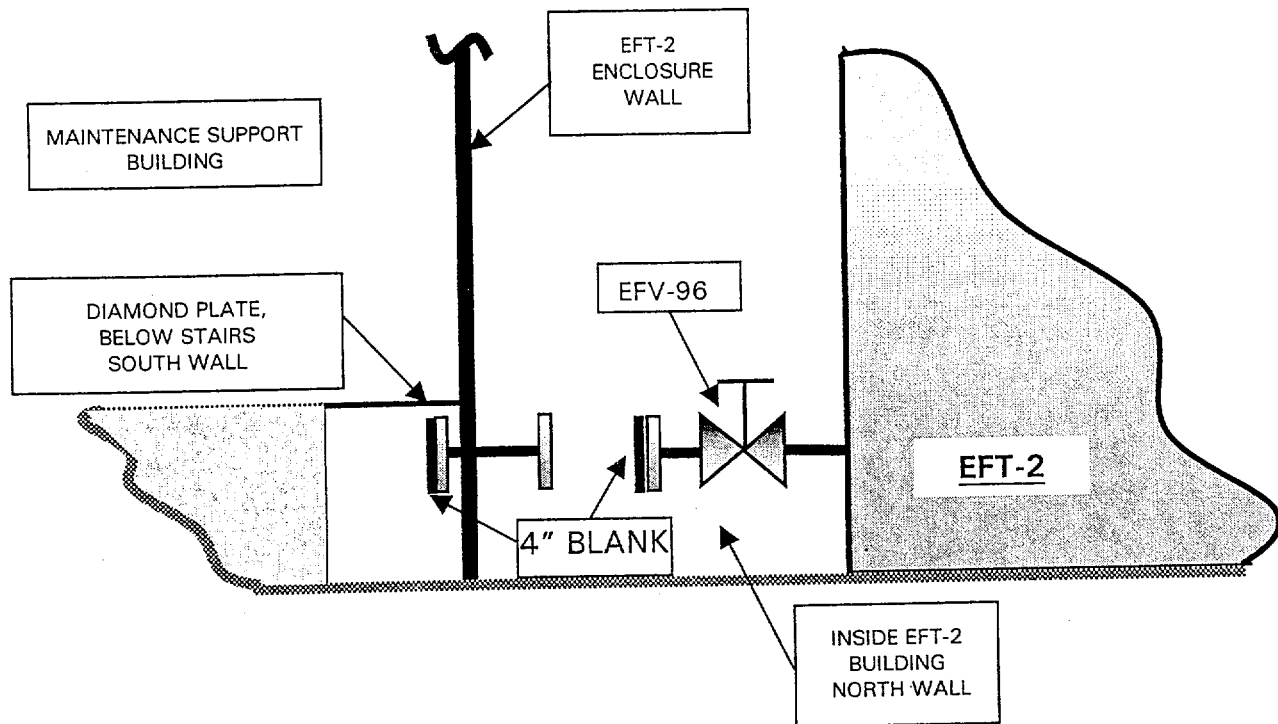 EFT-2
ENCLOSURE
WALL
MAINTENANCE SUPPORT
BUILDING
DIAMOND PLATE,
BELOW STAIRS
SOUTH WALL
EFV-96
EFT-2
4" BLANK
INSIDE EFT-2
BUILDING
NORTH WALL